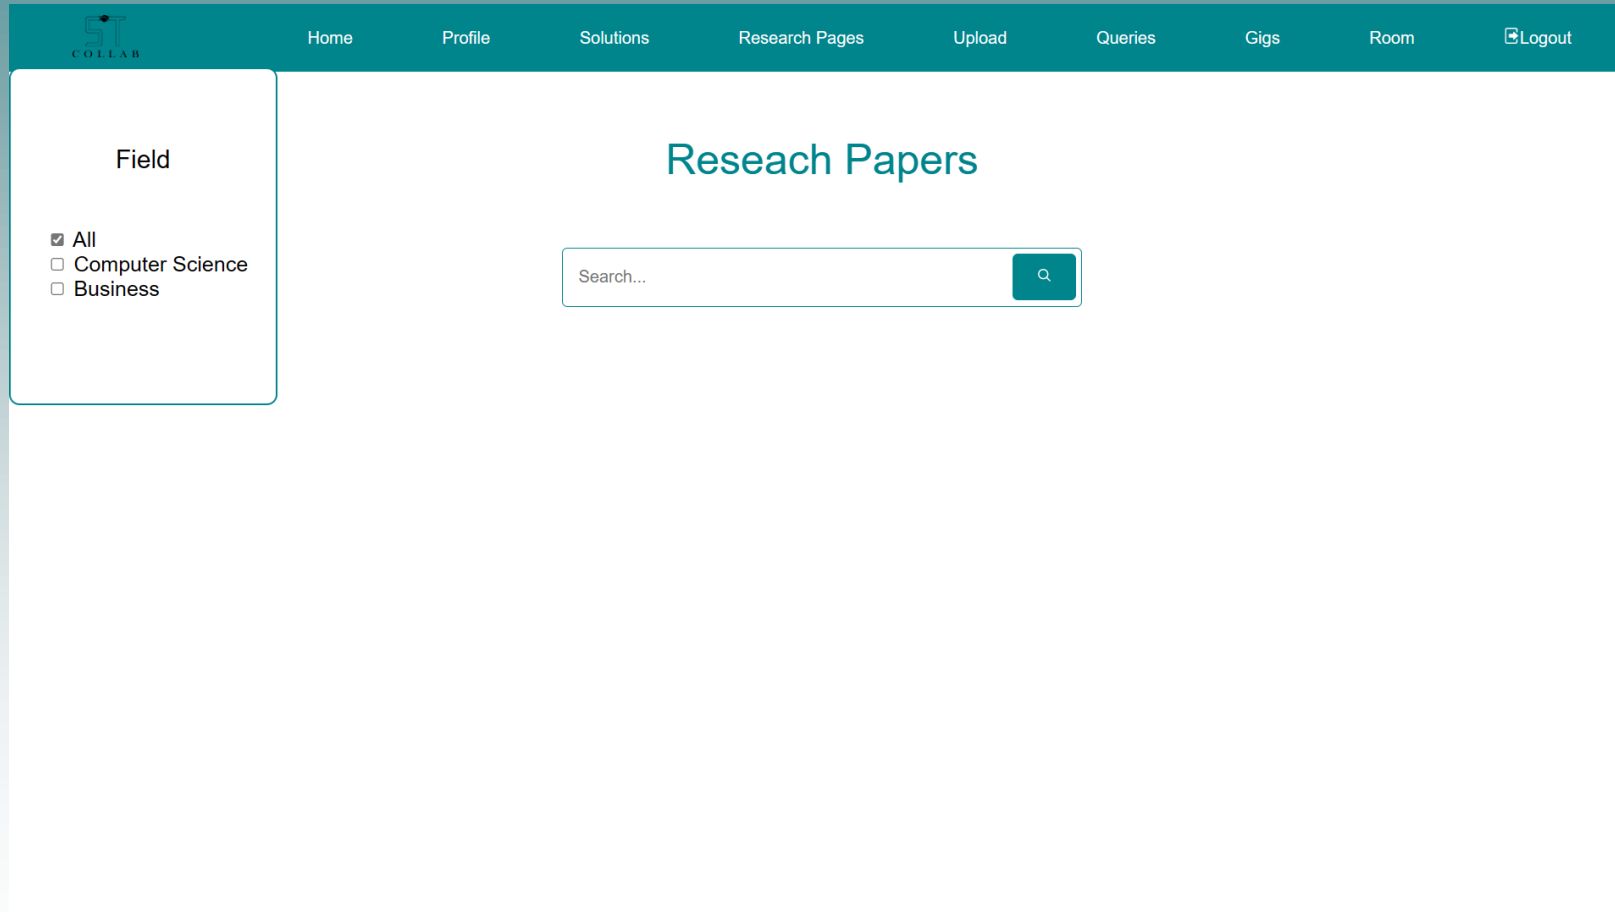 ST
COLLAB
Home Profile Solutions Research Pages Upload Queries Gigs Room Logout
Field
All
Computer Science
Business
Reseach Papers
Search...